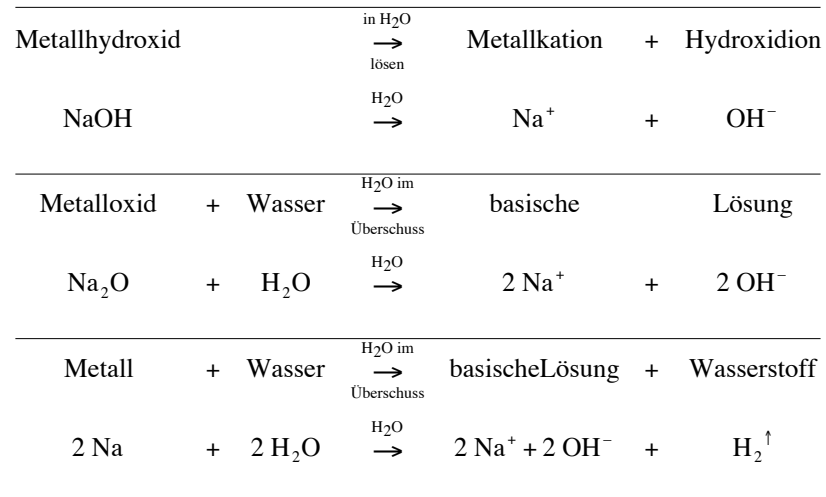 in H₂O
Metallhydroxid → Metallkation + Hydroxidion
lösen
H₂O
NaOH → Na⁺ + OH⁻
H₂O im
Metalloxid + Wasser → basische Lösung
Überschuss
H₂O
Na₂O + H₂O → 2 Na⁺ + 2 OH⁻
H₂O im
Metall + Wasser → basischeLösung + Wasserstoff
Überschuss
H₂O
2 Na + 2 H₂O → 2 Na⁺ + 2 OH⁻ + H₂↑